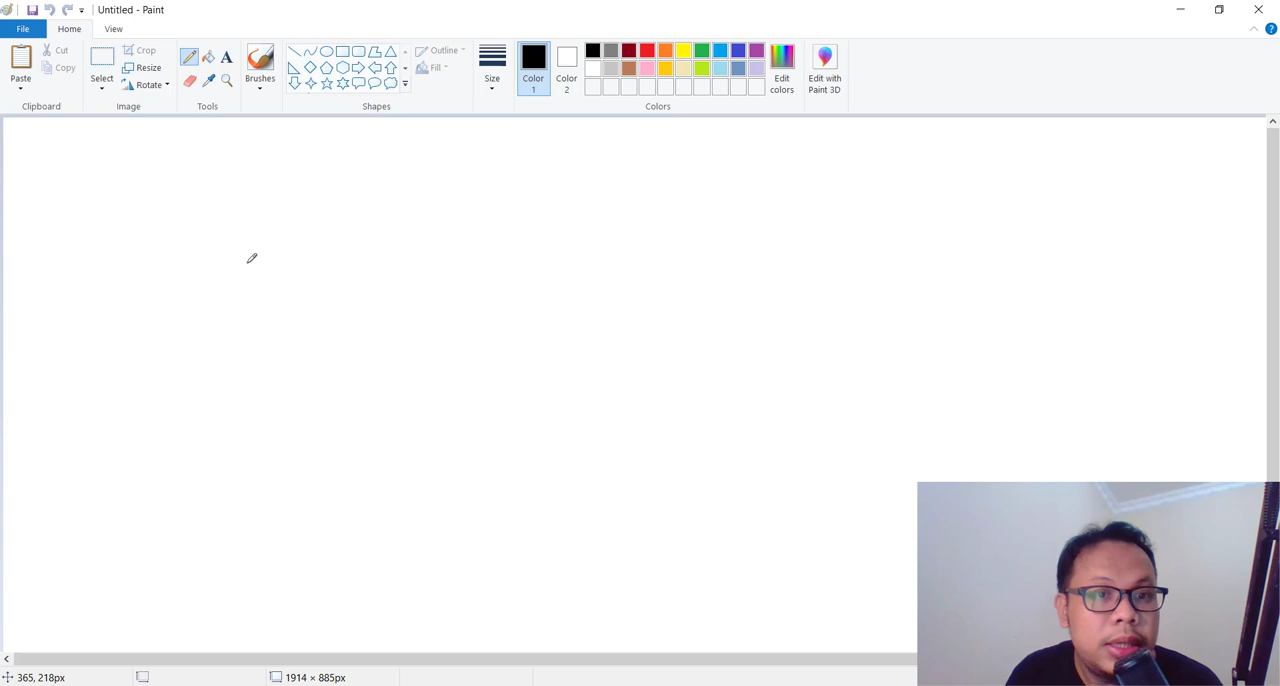 Untitled - Paint
File Home View
Paste
Cut
Copy
Clipboard
Select
Crop
Resize
Rotate
Image
A
Tools
Brushes
Shapes
Outline
Fill
Size
Color 1
Color 2
Colors
Edit colors
Edit with Paint 3D
?
365, 218px
1914 × 885px